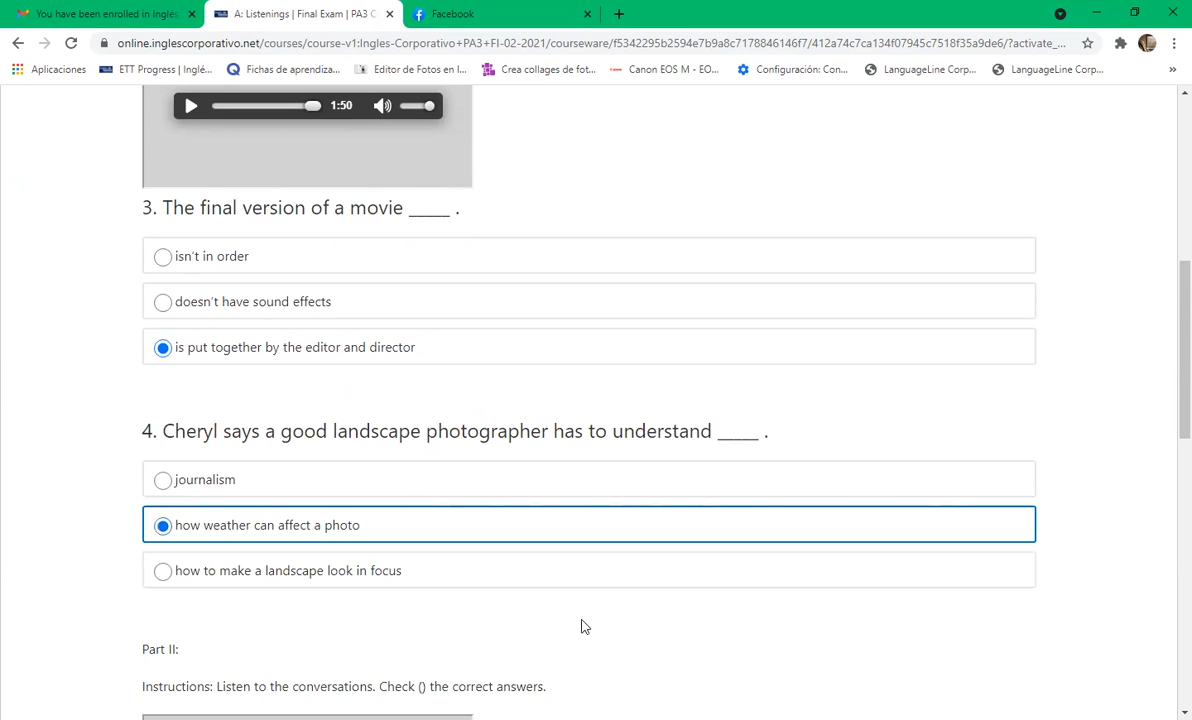 You have been enrolled in Inglés
A: Listenings | Final Exam | PA3 C
Facebook
online.inglescorporativo.net/courses/course-v1:Ingles-Corporativo+PA3+FI-02-2021/courseware/f5342295b2594e7b9a8c7178846146f7/412a74c7ca134f07945c7518f35a9de6/?activate_...
Aplicaciones
ETT Progress | Inglé...
Fichas de aprendiza...
Editor de Fotos en l...
Crea collages de fot...
Canon EOS M - EO...
Configuración: Con...
LanguageLine Corp...
LanguageLine Corp...
1:50
3. The final version of a movie _____ .
isn't in order
doesn't have sound effects
is put together by the editor and director
4. Cheryl says a good landscape photographer has to understand _____ .
journalism
how weather can affect a photo
how to make a landscape look in focus
Part II:
Instructions: Listen to the conversations. Check () the correct answers.